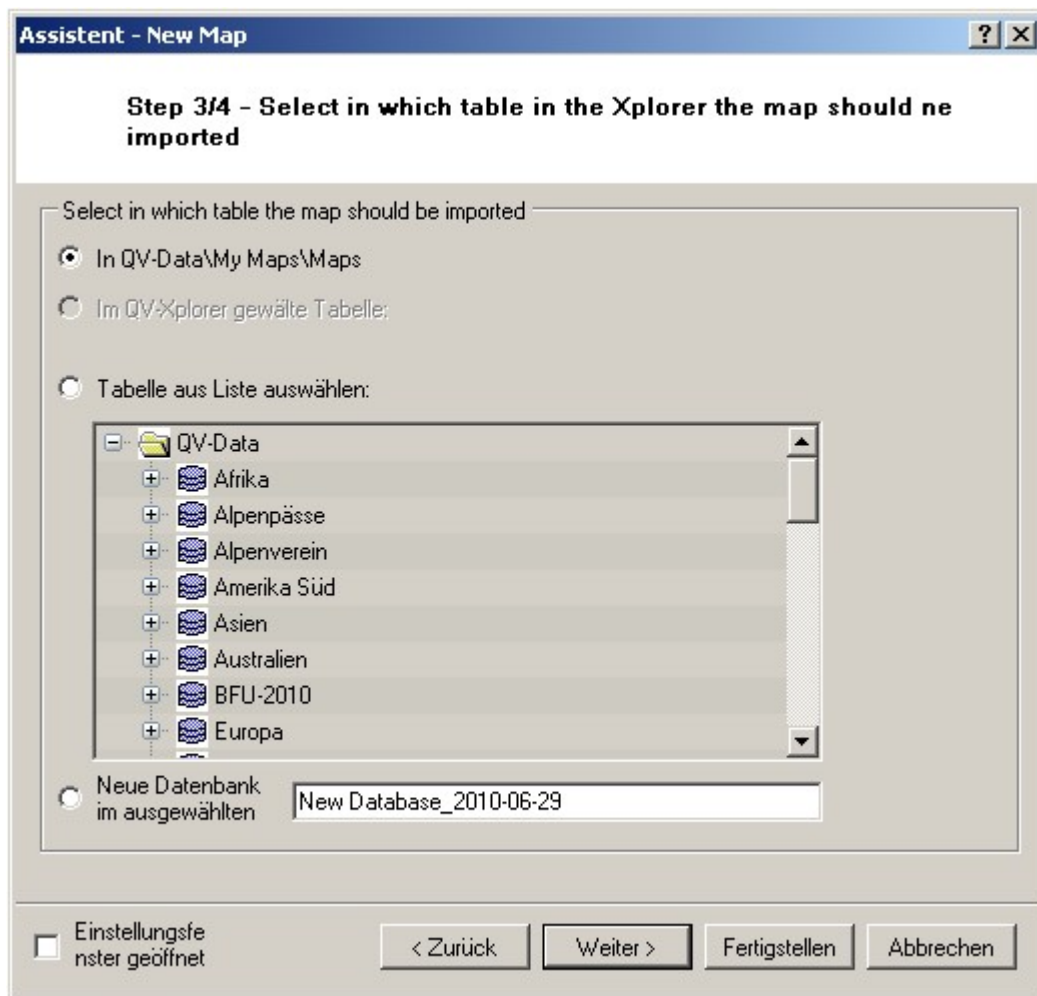 Assistent - New Map
Step 3/4 - Select in which table in the Xplorer the map should ne
imported
Select in which table the map should be imported
In QV-Data\My Maps\Maps
Im QV-Xplorer gewälte Tabelle:
Tabelle aus Liste auswählen:
QV-Data
Afrika
Alpenpässe
Alpenverein
Amerika Süd
Asien
Australien
BFU-2010
Europa
Neue Datenbank
im ausgewählten
New Database_2010-06-29
Einstellungsfe
nster geöffnet
< Zurück
Weiter >
Fertigstellen
Abbrechen